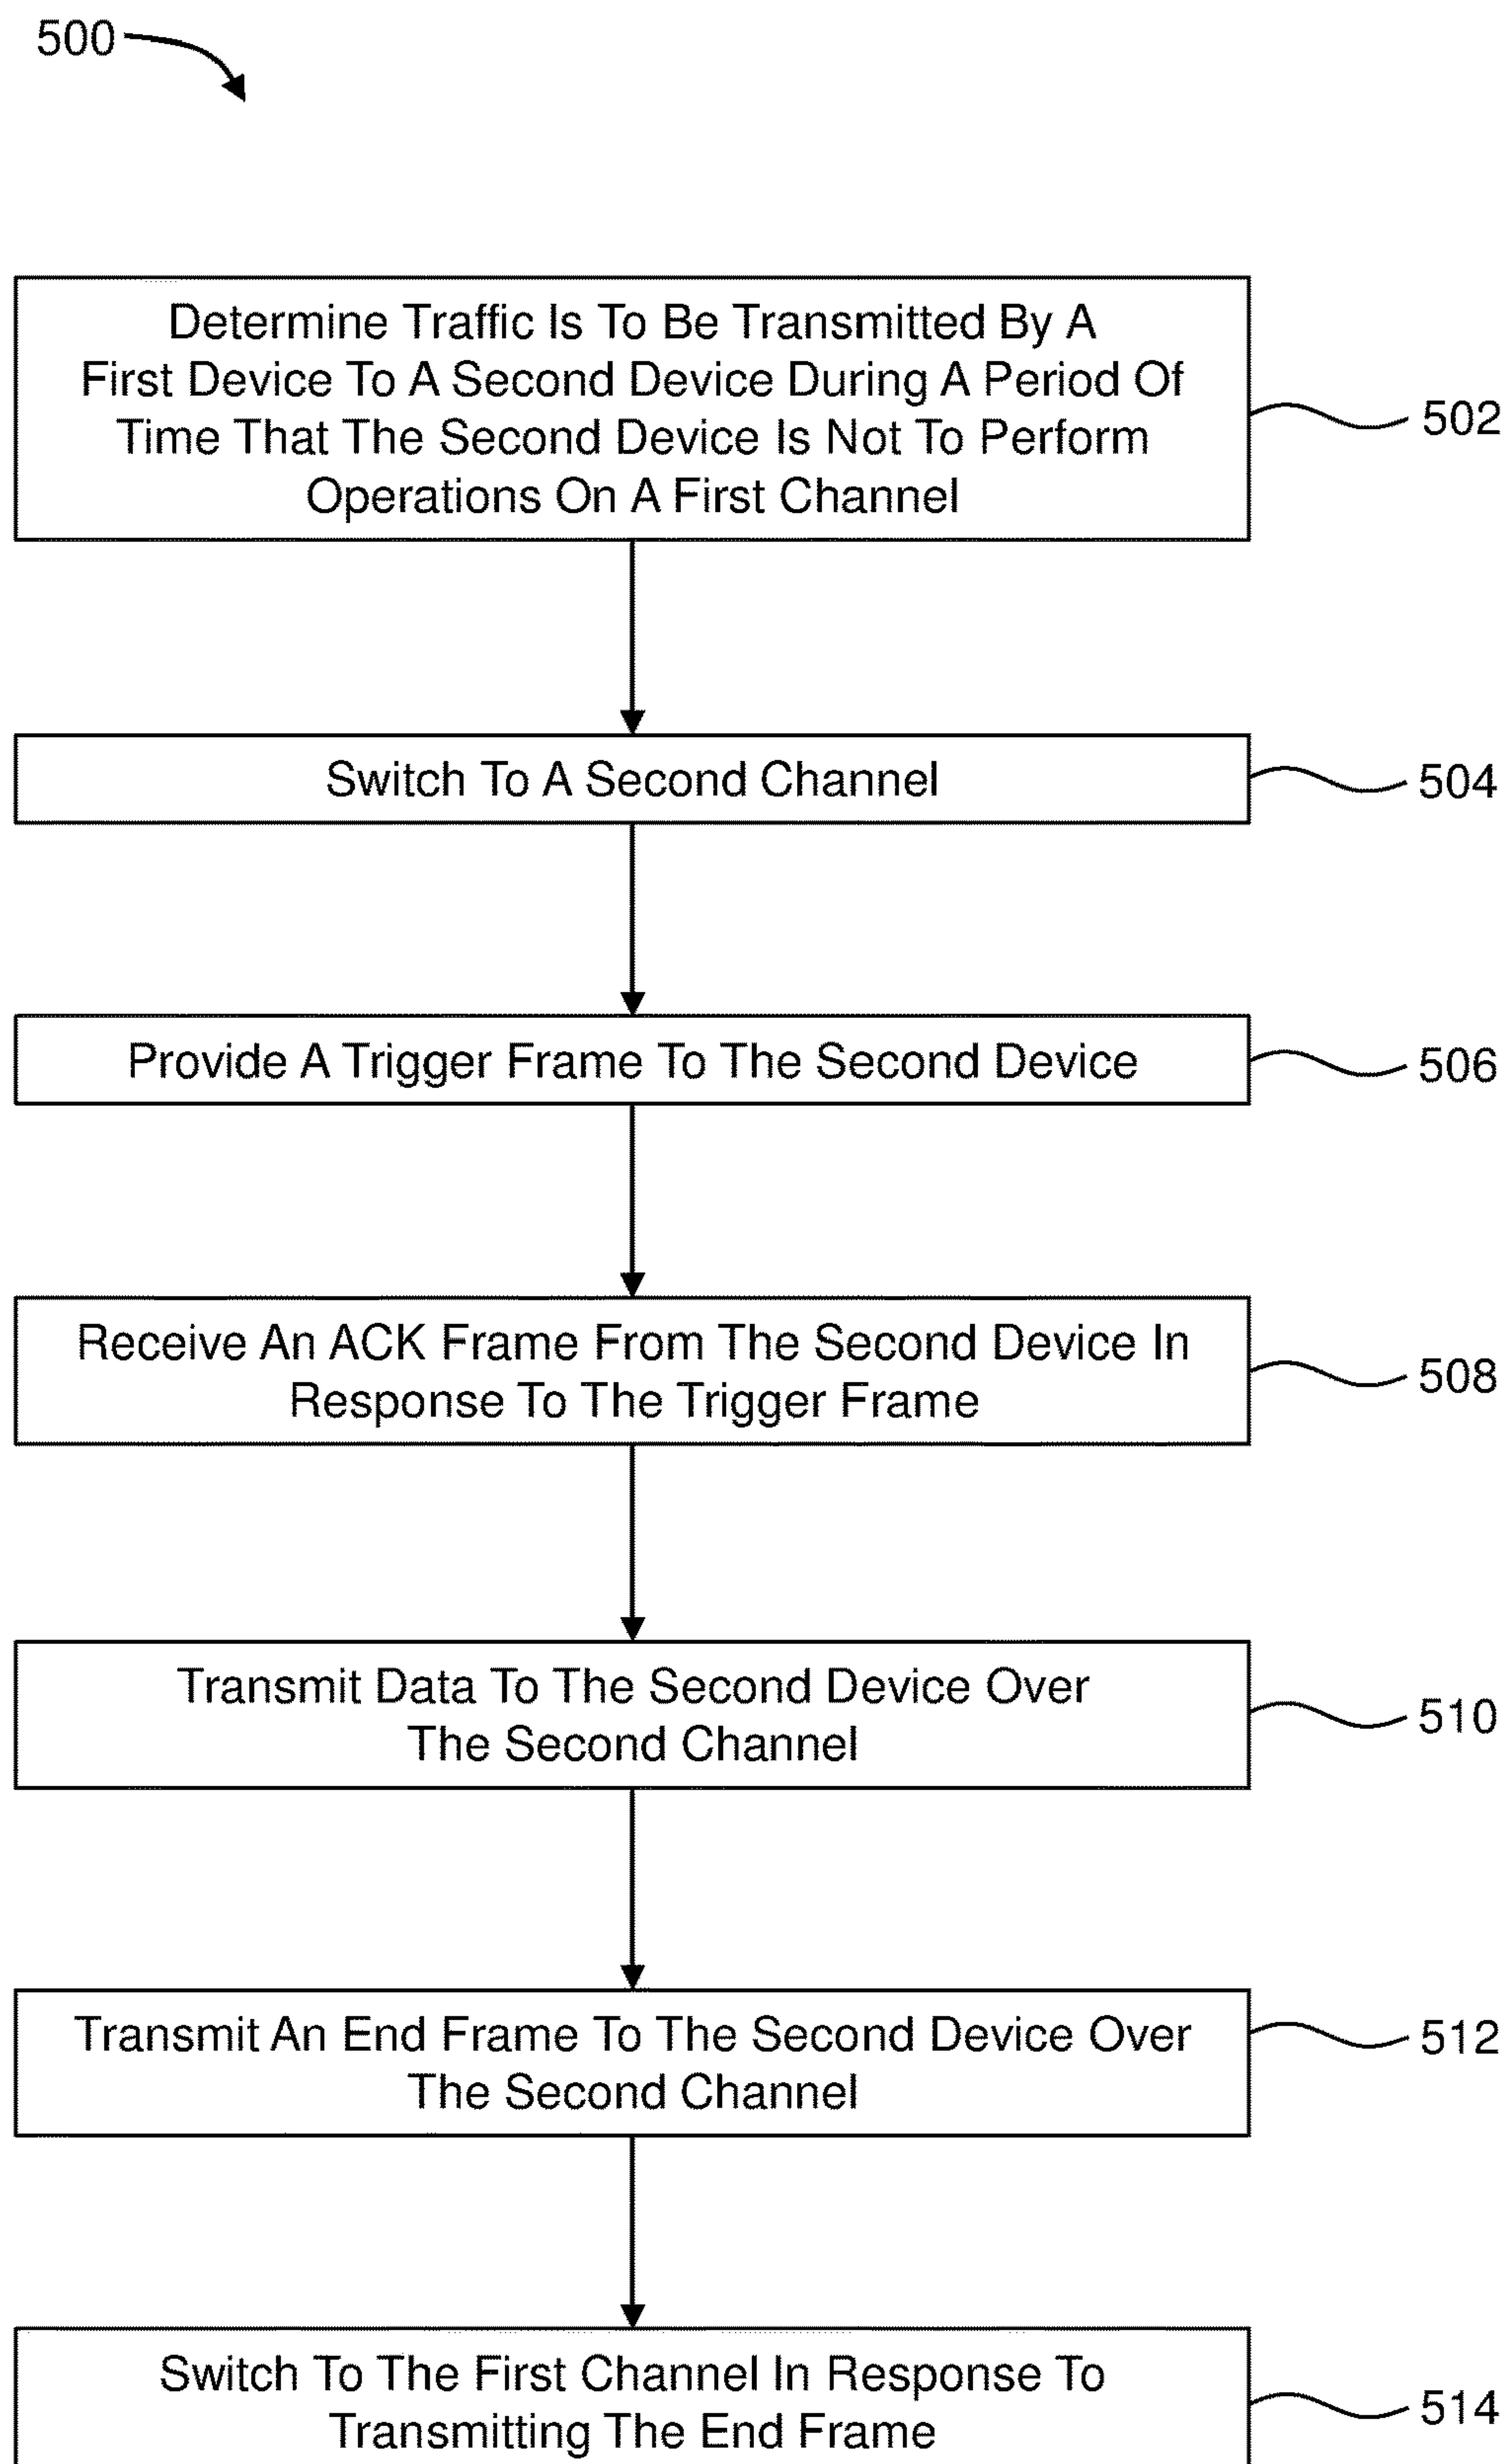 500
Determine Traffic Is To Be Transmitted By A
First Device To A Second Device During A Period Of
Time That The Second Device Is Not To Perform
Operations On A First Channel
502
Switch To A Second Channel
504
Provide A Trigger Frame To The Second Device
506
Receive An ACK Frame From The Second Device In
Response To The Trigger Frame
508
Transmit Data To The Second Device Over
The Second Channel
510
Transmit An End Frame To The Second Device Over
The Second Channel
512
Switch To The First Channel In Response To
Transmitting The End Frame
514